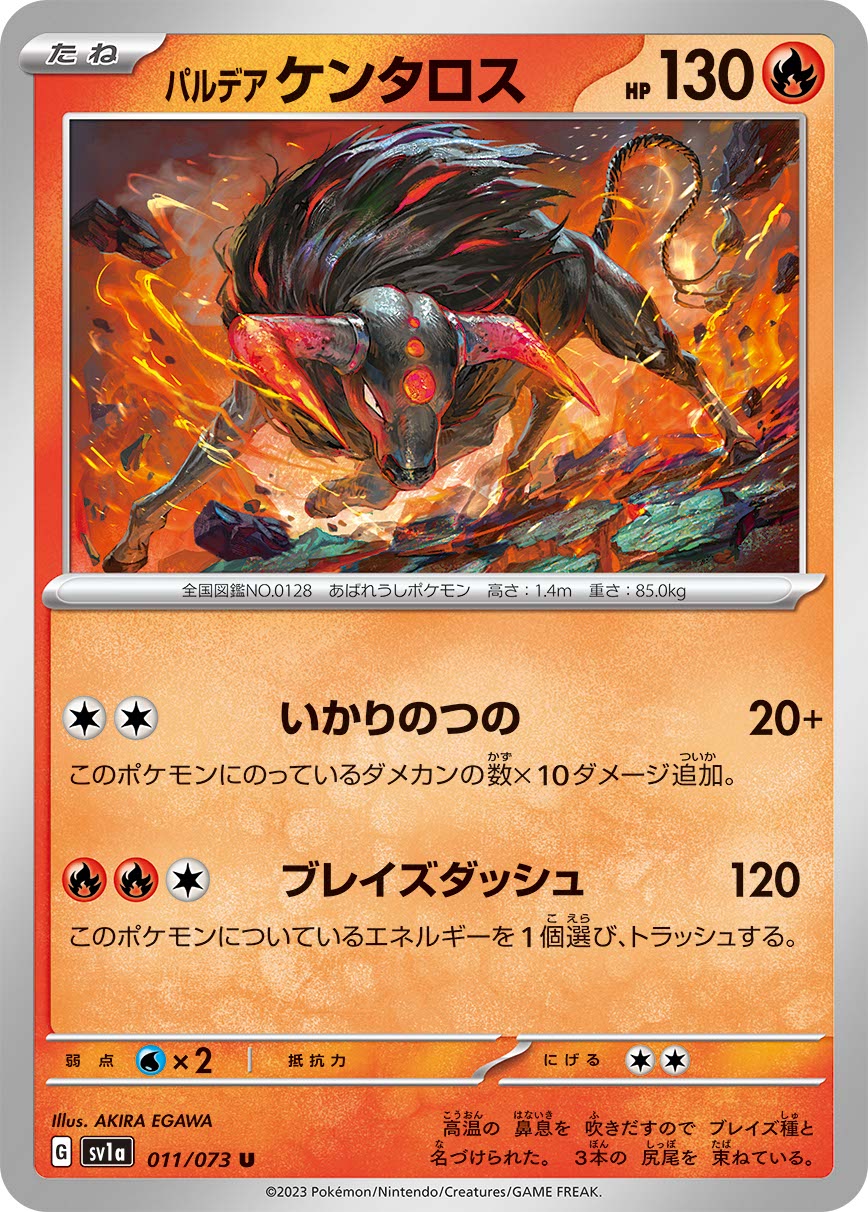 たね
パルデア ケンタロス HP 130
全国図鑑NO.0128 あばれうしポケモン 高さ：1.4m 重さ：85.0kg
いかりのつの 20+
このポケモンにのっているダメカンの数×10ダメージ追加。
ブレイズダッシュ 120
このポケモンについているエネルギーを1個選び、トラッシュする。
弱点 ×2 抵抗力 にげる
Illus. AKIRA EGAWA
G sv1a 011/073 U
高温の 鼻息を 吹きだすので ブレイズ種と
名づけられた。 3本の 尻尾を 束ねている。
©2023 Pokémon/Nintendo/Creatures/GAME FREAK.